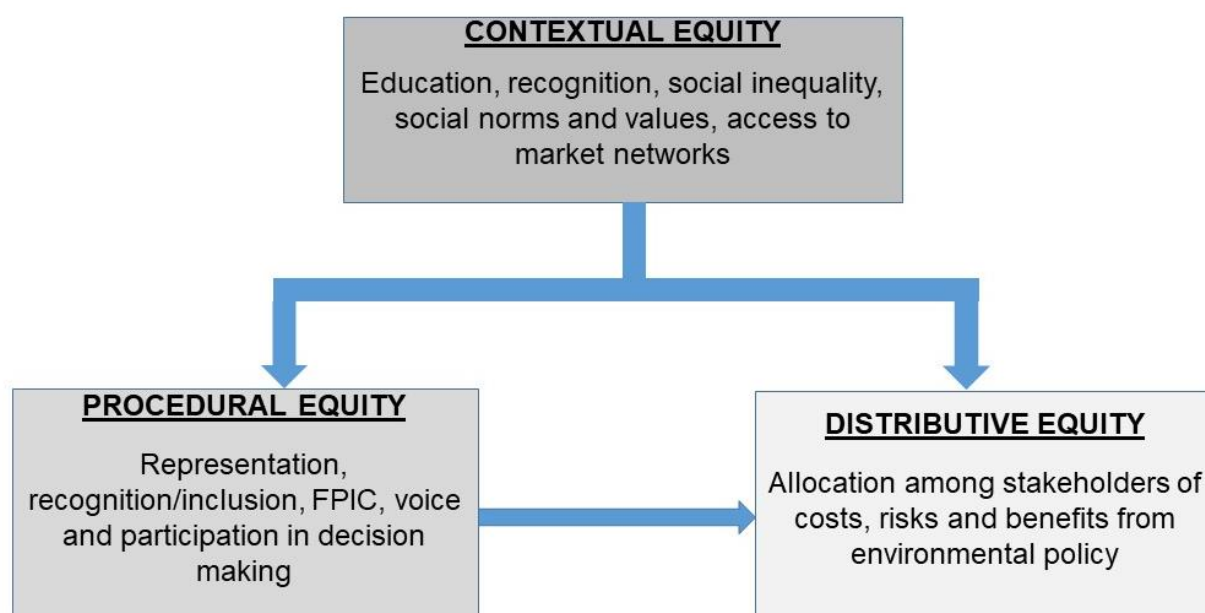 CONTEXTUAL EQUITY
Education, recognition, social inequality,
social norms and values, access to
market networks
PROCEDURAL EQUITY
Representation,
recognition/inclusion, FPIC, voice
and participation in decision
making
DISTRIBUTIVE EQUITY
Allocation among stakeholders of
costs, risks and benefits from
environmental policy